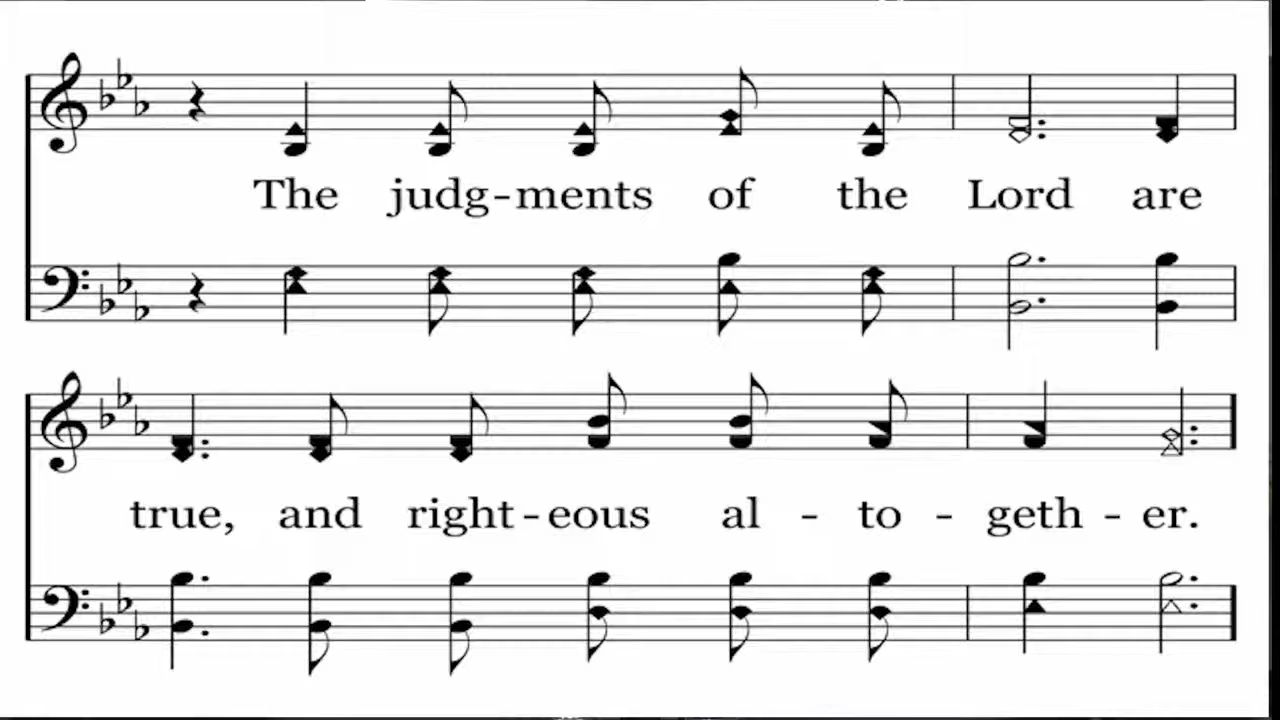 The judg-ments of the Lord are
true, and right-eous al - to - geth - er.